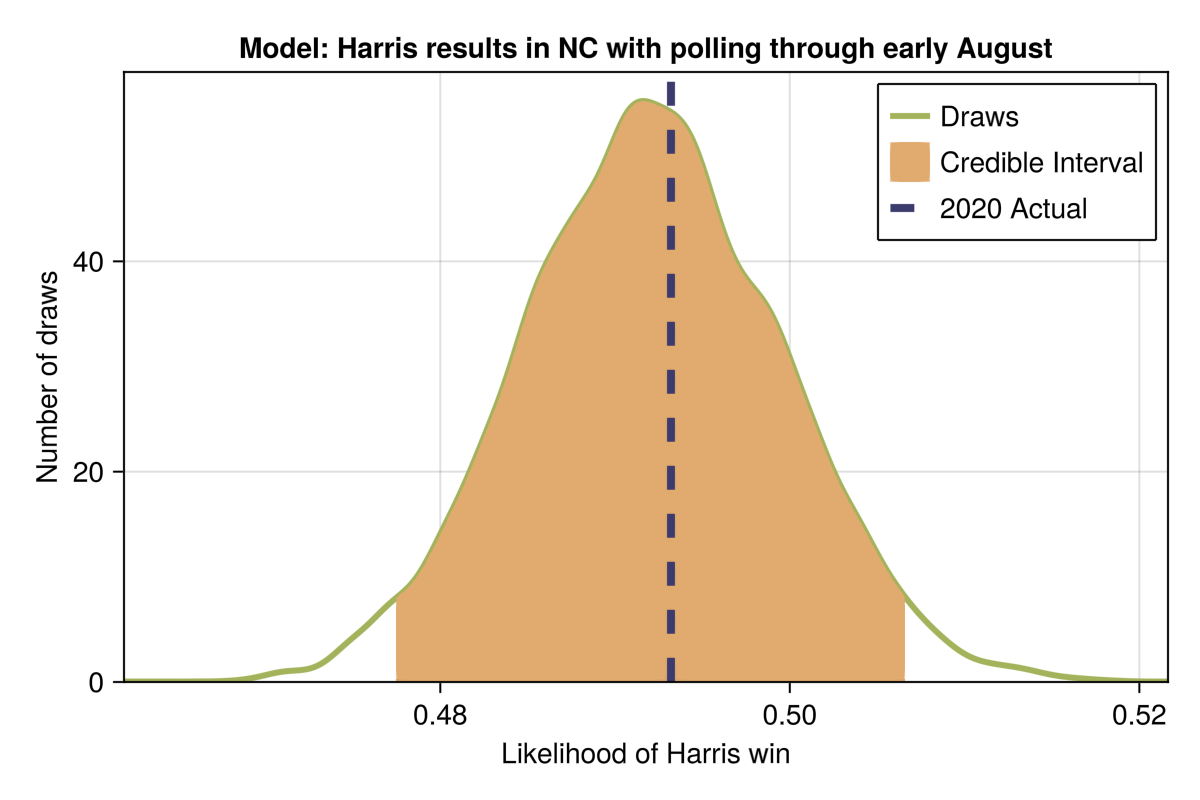 Model: Harris results in NC with polling through early August
Draws
Credible Interval
2020 Actual
Number of draws
40
20
0
0.48
0.50
0.52
Likelihood of Harris win